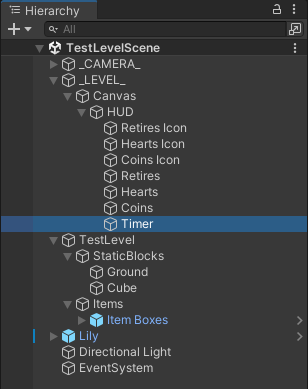 Hierarchy
All
TestLevelScene
_CAMERA_
_LEVEL_
Canvas
HUD
Retires Icon
Hearts Icon
Coins Icon
Retires
Hearts
Coins
Timer
TestLevel
StaticBlocks
Ground
Cube
Items
Item Boxes
Lily
Directional Light
EventSystem